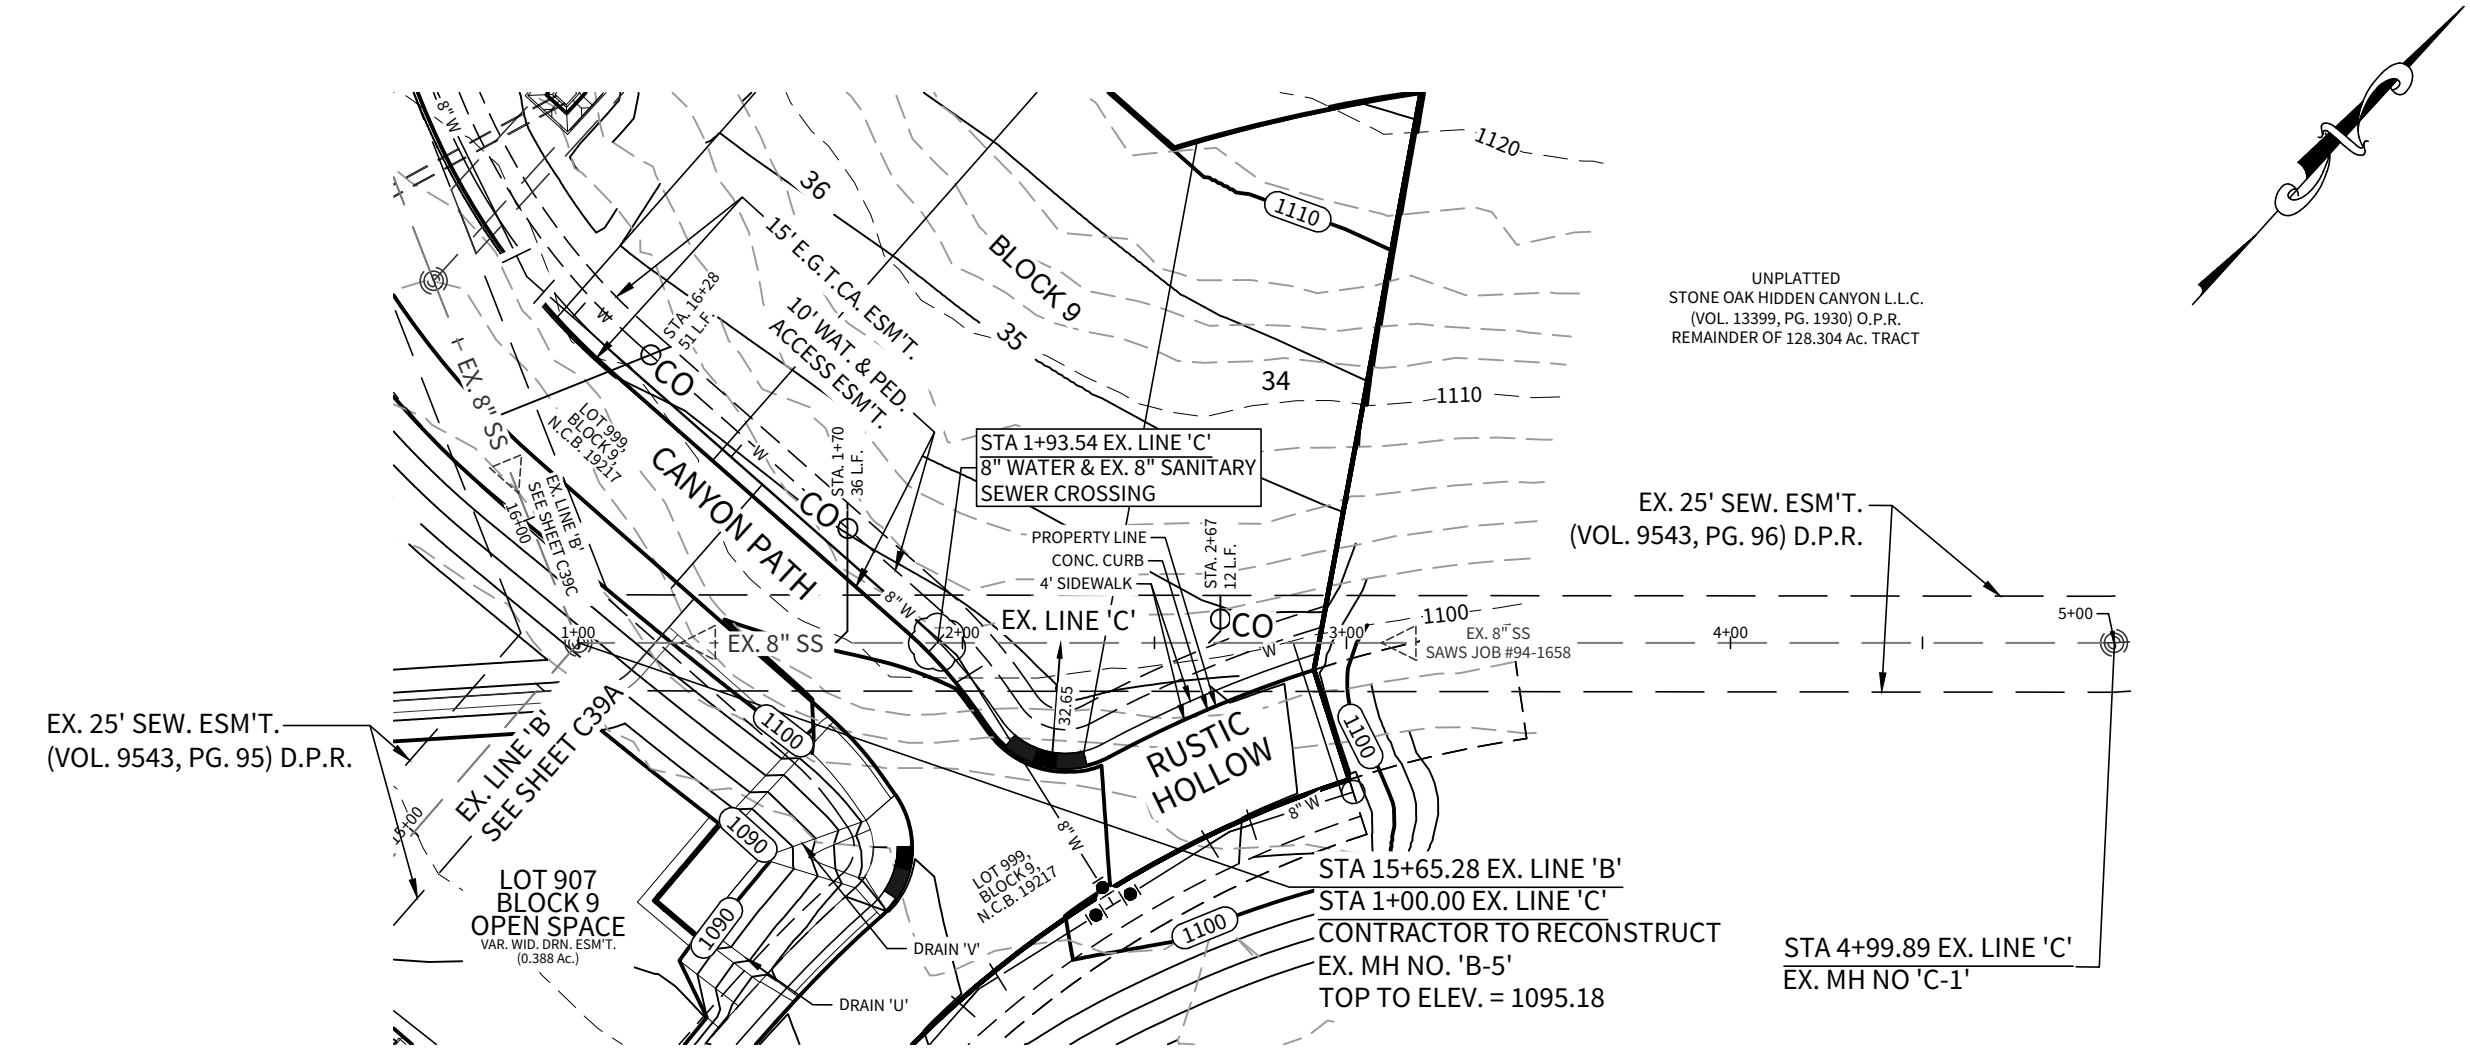 8" W
1120
36
1110
15' E.G.T.CA. ESM'T.
BLOCK 9
STA. 16+28
51 L.F.
UNPLATTED
STONE OAK HIDDEN CANYON L.L.C.
(VOL. 13399, PG. 1930) O.P.R.
REMAINDER OF 128.304 Ac. TRACT
10' WAT. & PED.
ACCESS ESM'T.
W
35
CO
34
1110
EX. 8" SS
LOT 999,
BLOCK 9,
N.C.B. 19217
CANYON PATH
W
STA. 1+70
36 L.F.
CO
STA 1+93.54 EX. LINE 'C'
8" WATER & EX. 8" SANITARY
SEWER CROSSING
EX. LINE 'B'
SEE SHEET C39C
16+00
PROPERTY LINE
CONC. CURB
4' SIDEWALK
STA. 2+67
12 L.F.
EX. 25' SEW. ESM'T.
(VOL. 9543, PG. 96) D.P.R.
8" W
EX. LINE 'C'
CO
1100
1+00
EX. 8" SS
2+00
W
3+00
EX. 8" SS
SAWS JOB #94-1658
4+00
5+00
32.65
EX. 25' SEW. ESM'T.
(VOL. 9543, PG. 95) D.P.R.
EX. LINE 'B'
SEE SHEET C39A
1100
RUSTIC
HOLLOW
1100
15+00
1090
8" W
8" W
LOT 907
BLOCK 9
OPEN SPACE
VAR. WID. DRN. ESM'T.
(0.388 Ac.)
1090
LOT 999,
BLOCK 9,
N.C.B. 19217
1100
DRAIN 'V'
DRAIN 'U'
STA 15+65.28 EX. LINE 'B'
STA 1+00.00 EX. LINE 'C'
CONTRACTOR TO RECONSTRUCT
EX. MH NO. 'B-5'
TOP TO ELEV. = 1095.18
STA 4+99.89 EX. LINE 'C'
EX. MH NO 'C-1'